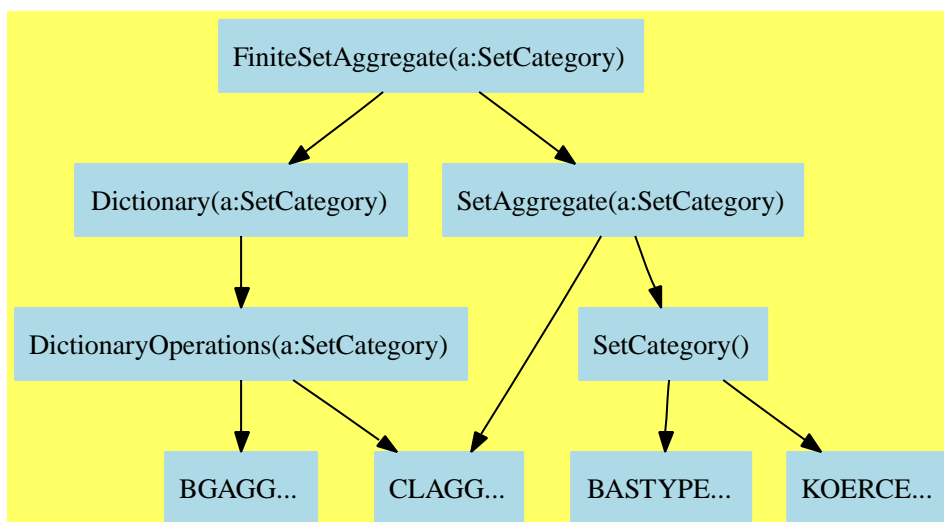 FiniteSetAggregate(a:SetCategory)
Dictionary(a:SetCategory)
SetAggregate(a:SetCategory)
DictionaryOperations(a:SetCategory)
SetCategory()
BGAGG...
CLAGG...
BASTYPE...
KOERCE...